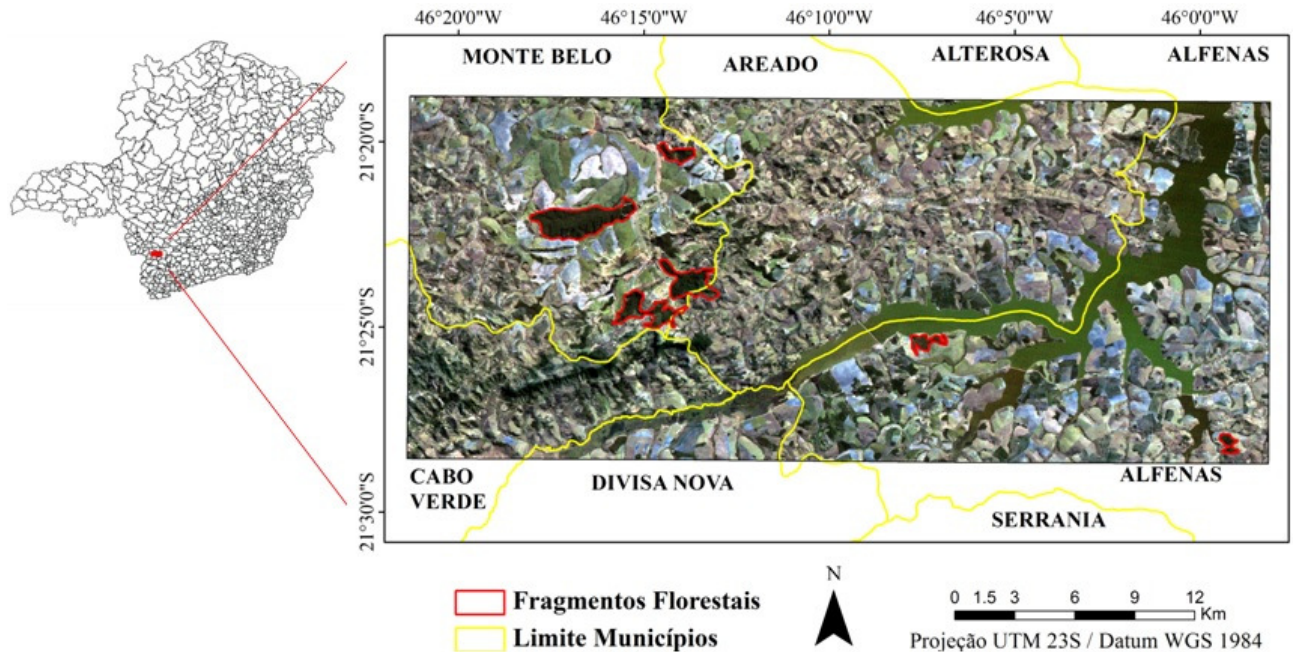 46°20'0"W 46°15'0"W 46°10'0"W 46°5'0"W 46°0'0"W
MONTE BELO
AREADO
ALTEROSA
ALFENAS
21°20'0"S
21°25'0"S
21°30'0"S
CABO
VERDE
DIVISA NOVA
ALFENAS
SERRANIA
Fragmentos Florestais
Limite Municípios
N
0 1.5 3 6 9 12
Km
Projeção UTM 23S / Datum WGS 1984